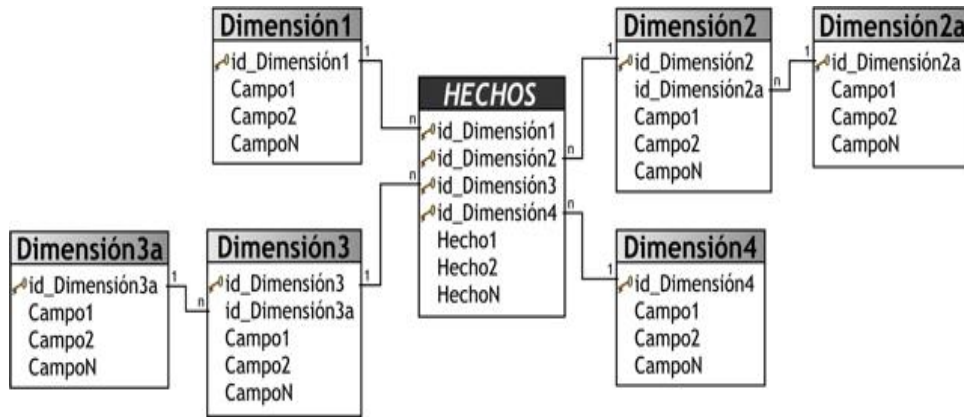 Dimensión1
id_Dimensión1
Campo1
Campo2
CampoN
1
n
HECHOS
id_Dimensión1
id_Dimensión2
id_Dimensión3
id_Dimensión4
Hecho1
Hecho2
HechoN
n
n
n
Dimensión2
id_Dimensión2
id_Dimensión2a
Campo1
Campo2
CampoN
1
n
Dimensión2a
id_Dimensión2a
Campo1
Campo2
CampoN
1
Dimensión3a
id_Dimensión3a
Campo1
Campo2
CampoN
1
Dimensión3
id_Dimensión3
id_Dimensión3a
Campo1
Campo2
CampoN
n
1
Dimensión4
id_Dimensión4
Campo1
Campo2
CampoN
1